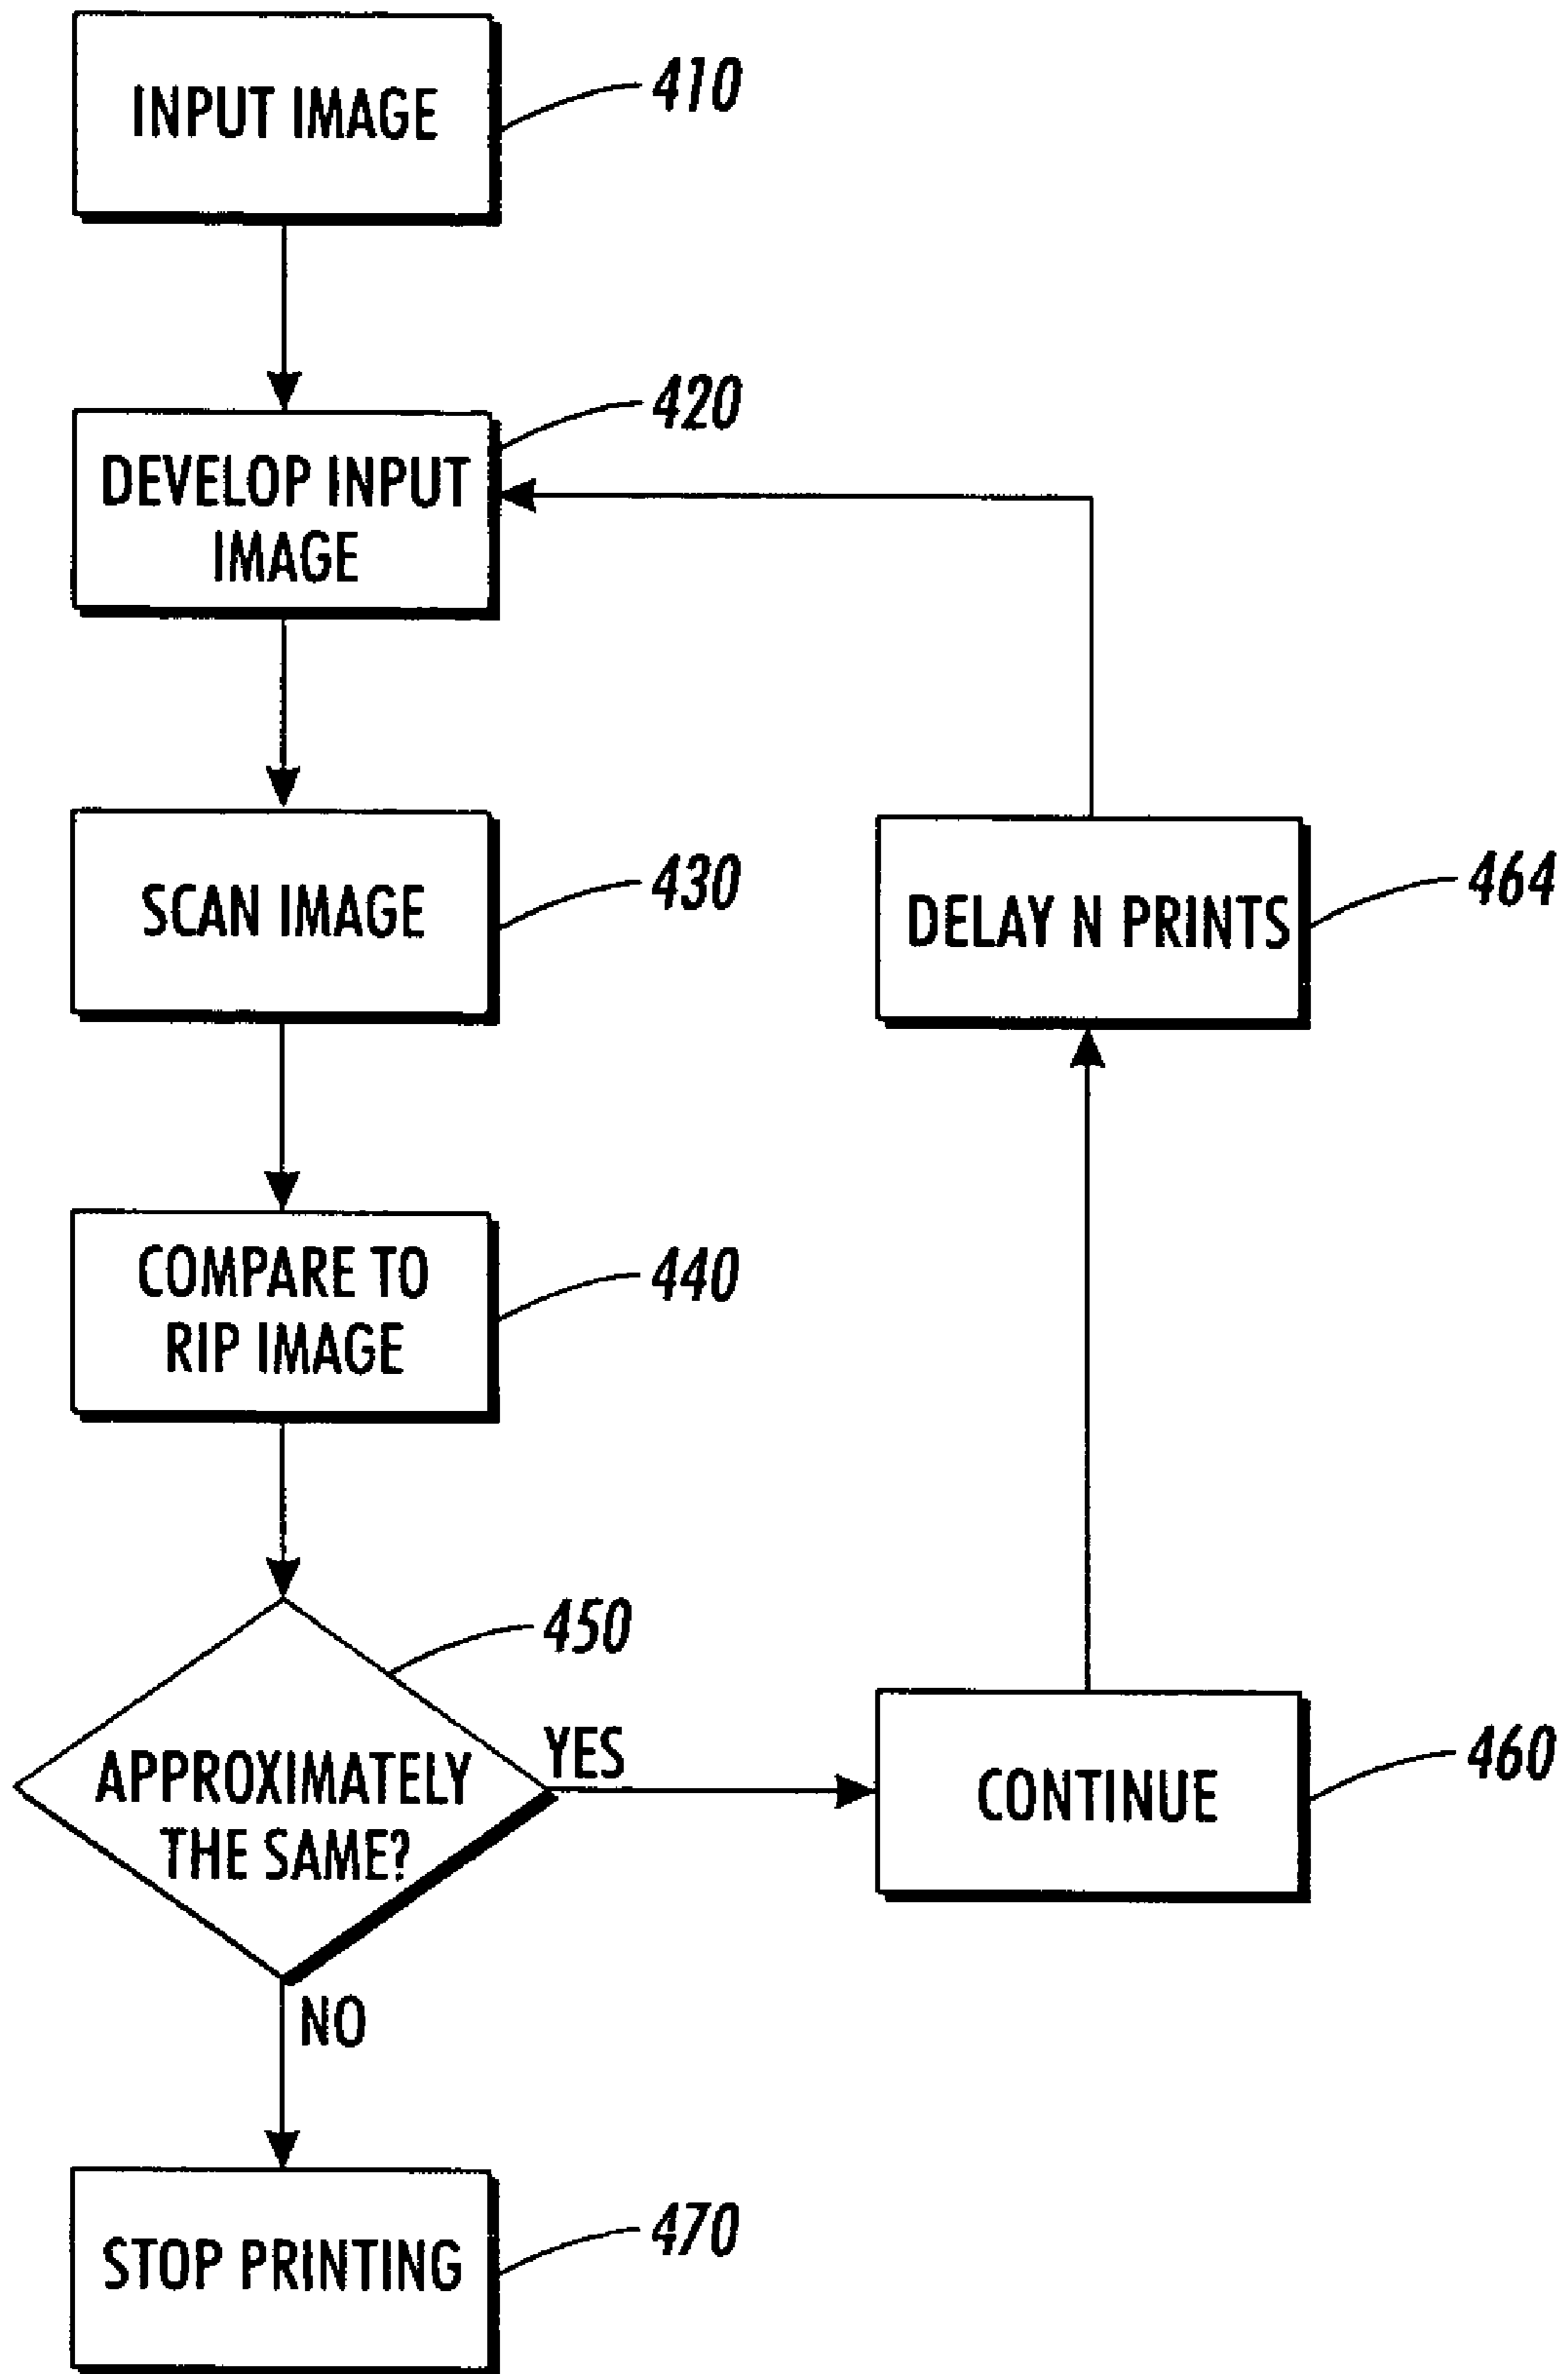 INPUT IMAGE
410
DEVELOP INPUT
IMAGE
420
SCAN IMAGE
430
DELAY N PRINTS
464
COMPARE TO
RIP IMAGE
440
450
APPROXIMATELY
THE SAME?
YES
CONTINUE
460
NO
STOP PRINTING
470